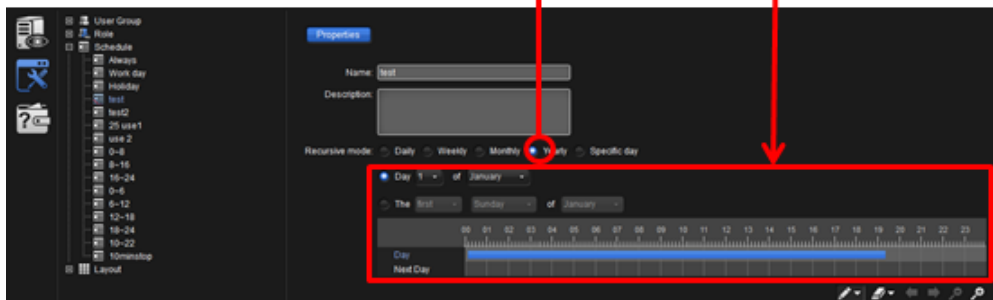 User Group
Role
Properties
Schedule
Always
Name: test
Work day
Holiday
Description:
test
test2
25 use1
use 2
0~8
Recursive mode: Daily Weekly Monthly Yearly Specific day
8~16
16~24
Day 1 of January
0~6
6~12
The first Sunday of January
12~18
18~24
00 01 02 03 04 05 06 07 08 09 10 11 12 13 14 15 16 17 18 19 20 21 22 23
10~22
Day
10minstop
Next Day
Layout